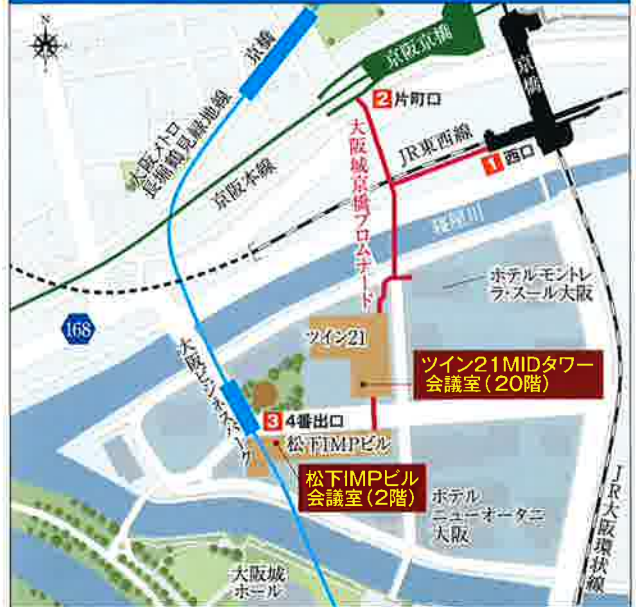 N
京橋
京阪京橋
京橋
2 片町口
大阪メトロ
長堀鶴見緑地線
京阪本線
大阪城京橋プロムナード
JR東西線
1 西口
寝屋川
ホテルモントレ
ラ・スール大阪
168
ツイン21
ツイン21MIDタワー
会議室(20階)
大阪ビジネスパーク
3 4番出口
松下IMPビル
松下IMPビル
会議室(2階)
ホテル
ニューオータニ
大阪
JR大阪環状線
大阪城
ホール